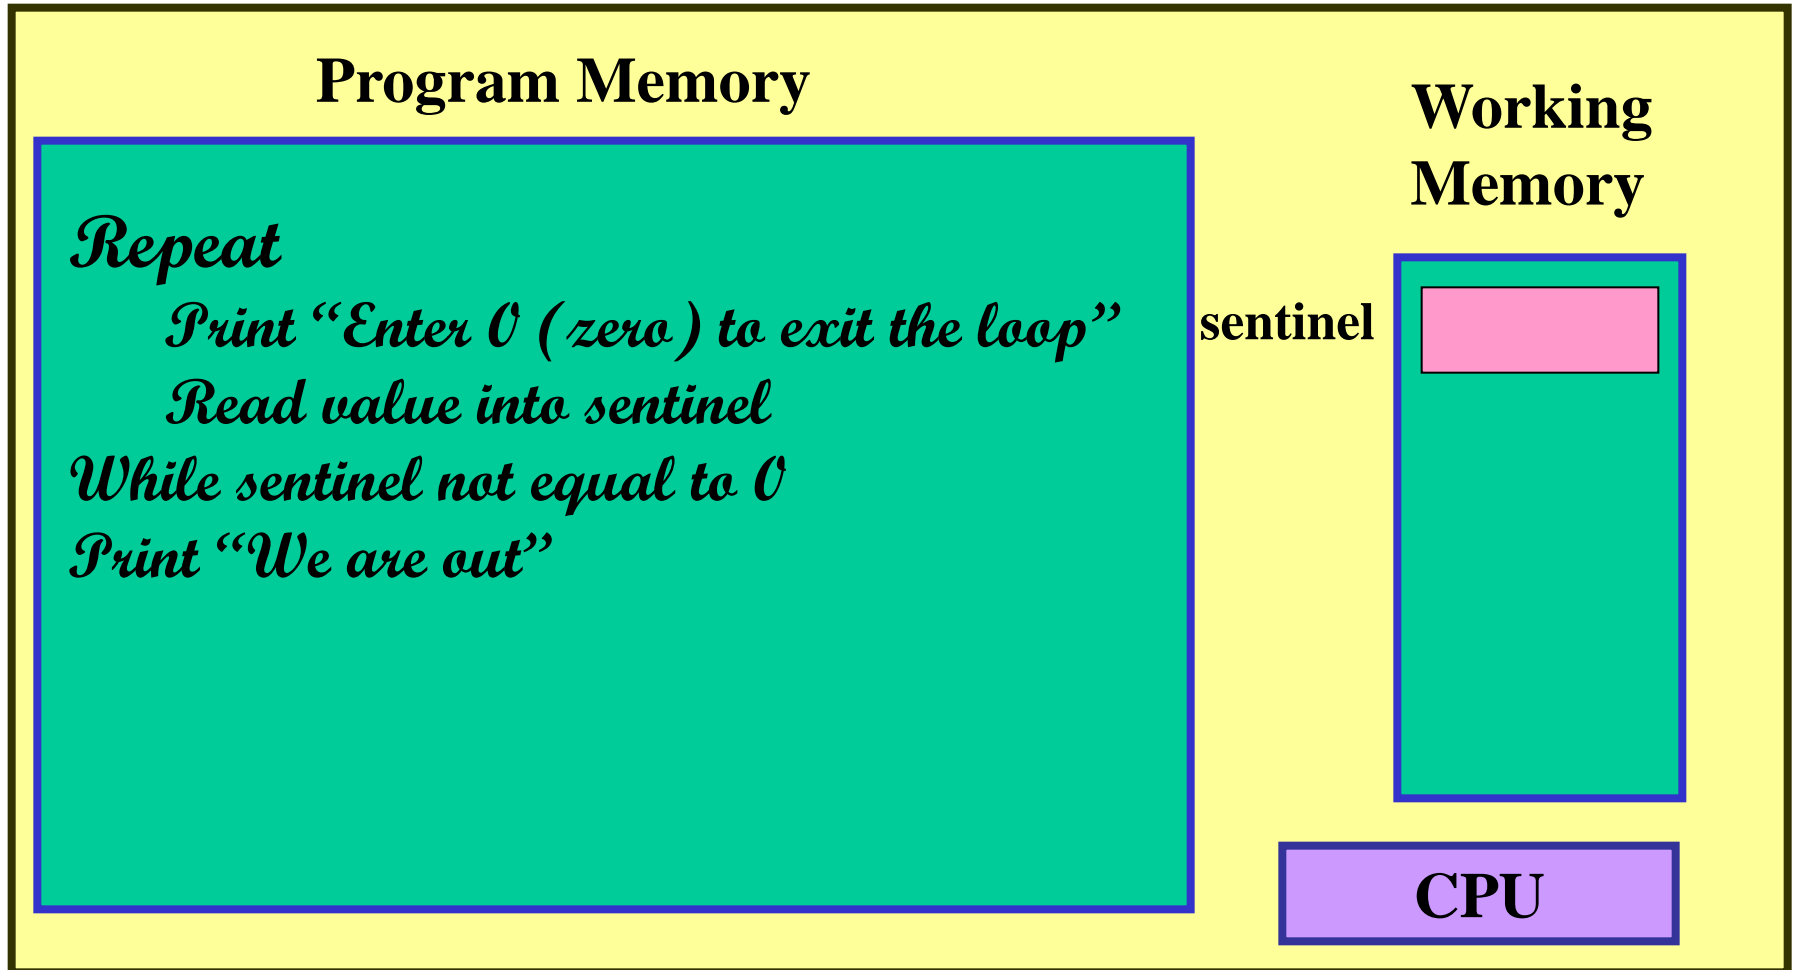 Program Memory
Repeat
Print “Enter 0 (zero) to exit the loop”
Read value into sentinel
While sentinel not equal to 0
Print “We are out”
Working
Memory
sentinel
CPU